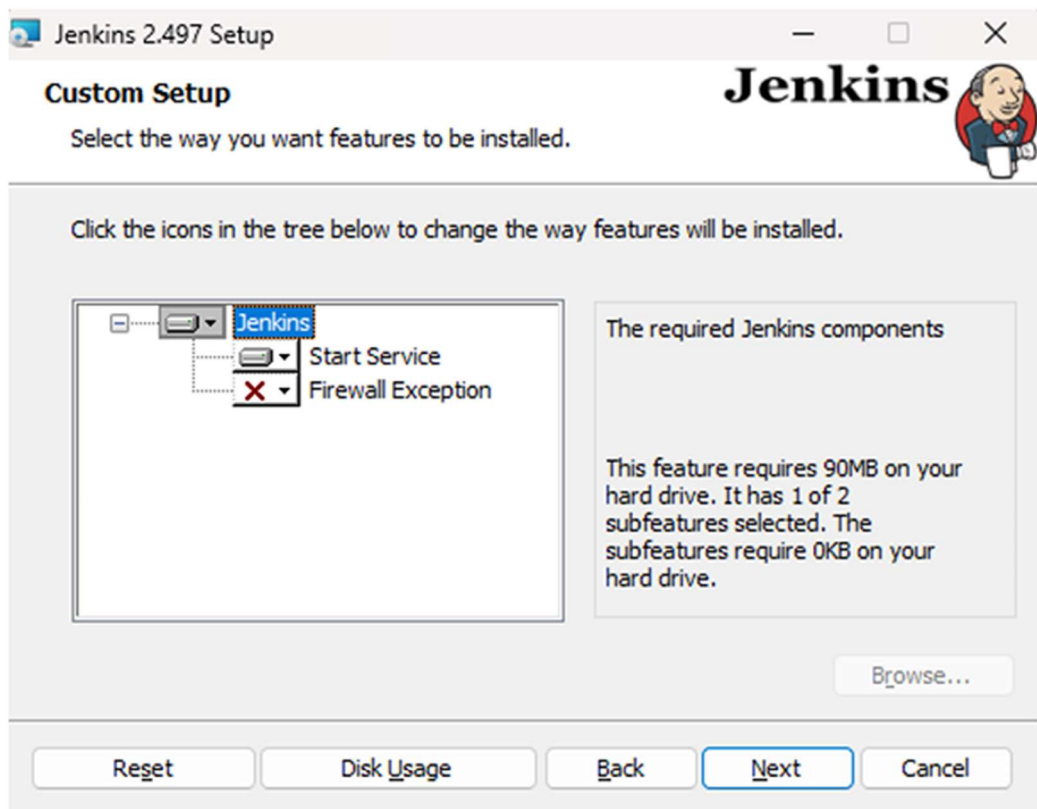 Jenkins 2.497 Setup
Custom Setup
Jenkins
Select the way you want features to be installed.
Click the icons in the tree below to change the way features will be installed.
Jenkins
Start Service
Firewall Exception
The required Jenkins components
This feature requires 90MB on your
hard drive. It has 1 of 2
subfeatures selected. The
subfeatures require 0KB on your
hard drive.
Browse...
Reset
Disk Usage
Back
Next
Cancel